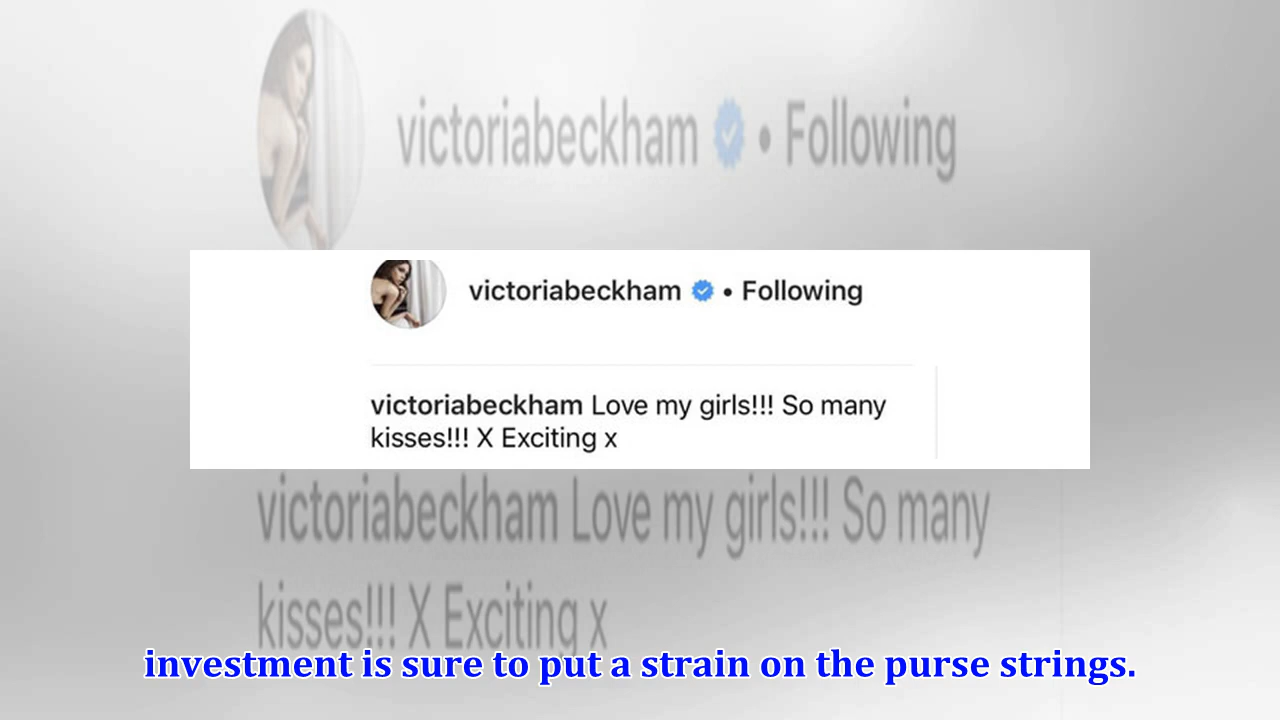 victoriabeckham • Following
victoriabeckham • Following
victoriabeckham Love my girls!!! So many
kisses!!! X Exciting x
victoriabeckham Love my girls!!! So many
kisses!!! X Exciting x
investment is sure to put a strain on the purse strings.